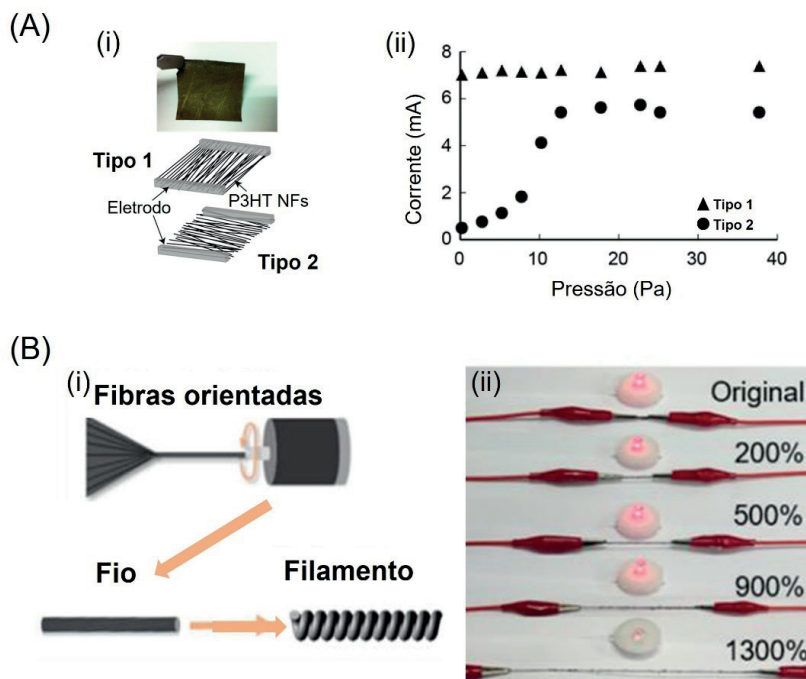 (A)
(i)
Tipo 1
Eletrodo
P3HT NFs
Tipo 2
(ii)
Corrente (mA)
8
6
4
2
0
0
10
20
30
40
Tipo 1
Tipo 2
Pressão (Pa)
(B)
(i)
Fibras orientadas
Fio
Filamento
(ii)
Original
200%
500%
900%
1300%